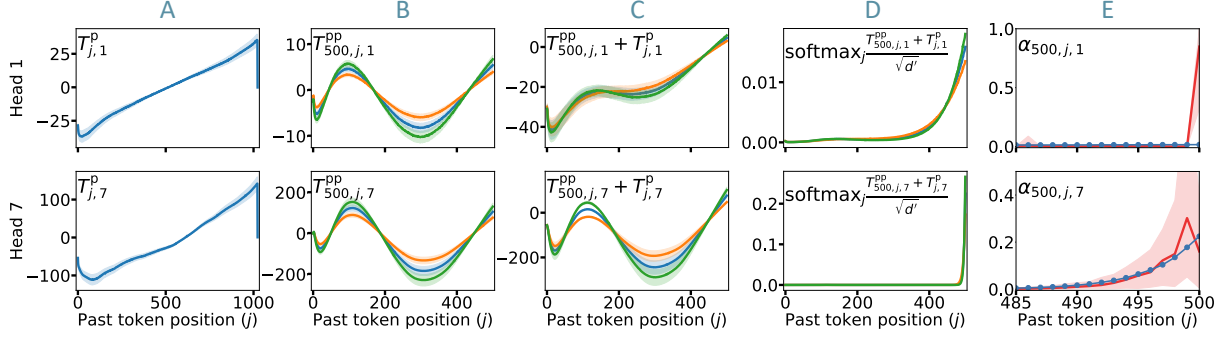 A B C D E
Head 1
25
0
−25
T^p_{j,1}
10
0
−10
T^{pp}_{500,j,1}
0
−20
−40
T^{pp}_{500,j,1} + T^p_{j,1}
0.01
0.00
softmax_j \frac{T^{pp}_{500,j,1} + T^p_{j,1}}{\sqrt{d'}}
1.0
0.5
0.0
α_{500,j,1}
Head 7
100
0
−100
T^p_{j,7}
200
0
−200
T^{pp}_{500,j,7}
0
−200
T^{pp}_{500,j,7} + T^p_{j,7}
0.2
0.1
0.0
softmax_j \frac{T^{pp}_{500,j,7} + T^p_{j,7}}{\sqrt{d'}}
0.4
0.2
0.0
α_{500,j,7}
0 500 1000
0 200 400
0 200 400
0 200 400
485 490 495 500
Past token position (j)
Past token position (j)
Past token position (j)
Past token position (j)
Past token position (j)